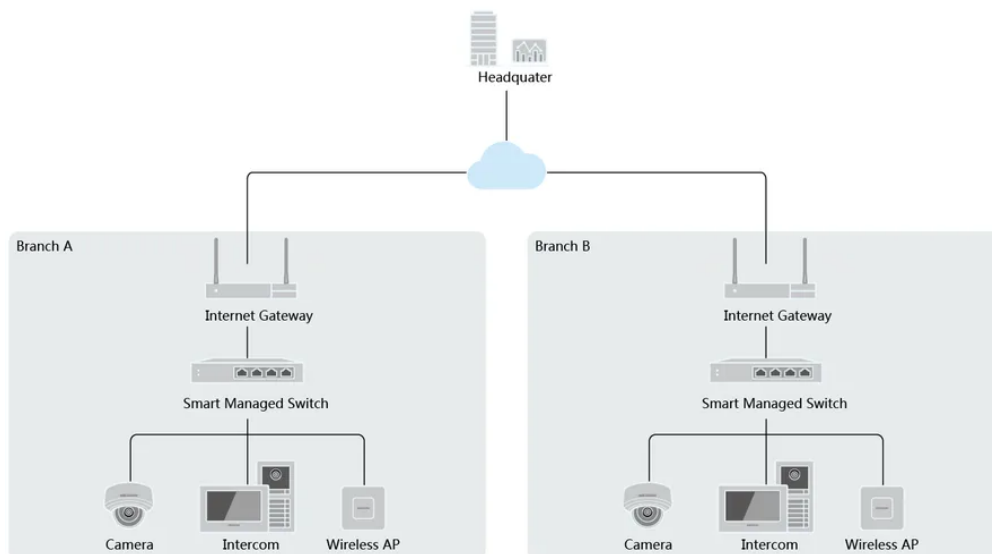 Headquater
Branch A
Branch B
Internet Gateway
Internet Gateway
Smart Managed Switch
Smart Managed Switch
Camera
Intercom
Wireless AP
Camera
Intercom
Wireless AP